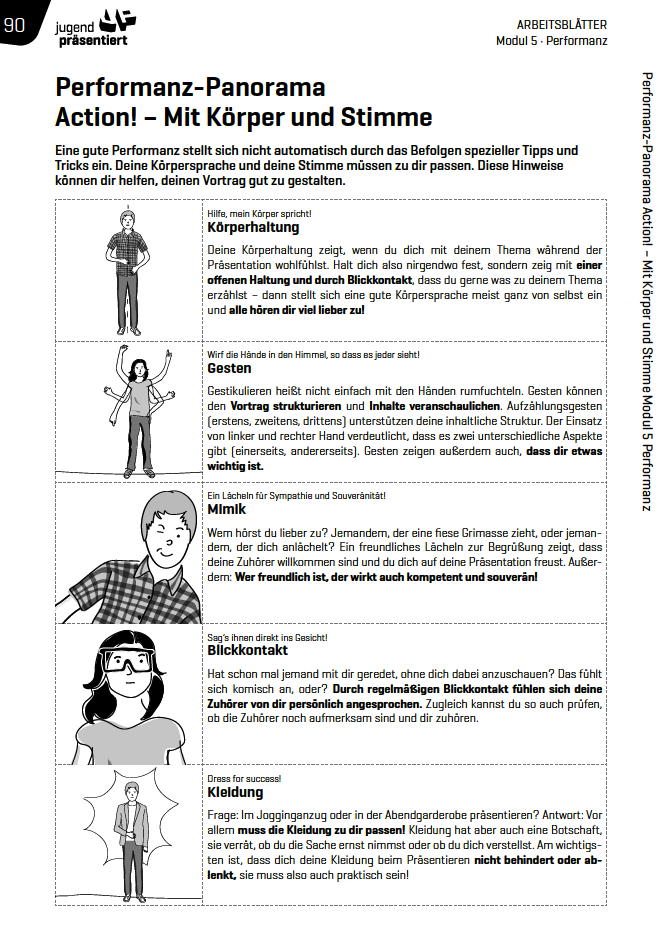 90
jugend
präsentiert
ARBEITSBLÄTTER
Modul 5 · Performanz
Performanz-Panorama
Action! – Mit Körper und Stimme
Eine gute Performanz stellt sich nicht automatisch durch das Befolgen spezieller Tipps und
Tricks ein. Deine Körpersprache und deine Stimme müssen zu dir passen. Diese Hinweise
können dir helfen, deinen Vortrag gut zu gestalten.
Hilfe, mein Körper spricht!
Körperhaltung
Deine Körperhaltung zeigt, wenn du dich mit deinem Thema während der
Präsentation wohlfühlst. Halt dich also nirgendwo fest, sondern zeig mit einer
offenen Haltung und durch Blickkontakt, dass du gerne was zu deinem Thema
erzählst – dann stellt sich eine gute Körpersprache meist ganz von selbst ein
und alle hören dir viel lieber zu!
Wirf die Hände in den Himmel, so dass es jeder sieht!
Gesten
Gestikulieren heißt nicht einfach mit den Händen rumfuchteln. Gesten können
den Vortrag strukturieren und Inhalte veranschaulichen. Aufzählungsgesten
(erstens, zweitens, drittens) unterstützen deine inhaltliche Struktur. Der Einsatz
von linker und rechter Hand verdeutlicht, dass es zwei unterschiedliche Aspekte
gibt (einerseits, andererseits). Gesten zeigen außerdem auch, dass dir etwas
wichtig ist.
Ein Lächeln für Sympathie und Souveränität!
Mimik
Wem hörst du lieber zu? Jemandem, der eine fiese Grimasse zieht, oder jeman-
dem, der dich anlächelt? Ein freundliches Lächeln zur Begrüßung zeigt, dass
deine Zuhörer willkommen sind und du dich auf deine Präsentation freust. Außer-
dem: Wer freundlich ist, der wirkt auch kompetent und souverän!
Sag's ihnen direkt ins Gesicht!
Blickkontakt
Hat schon mal jemand mit dir geredet, ohne dich dabei anzuschauen? Das fühlt
sich komisch an, oder? Durch regelmäßigen Blickkontakt fühlen sich deine
Zuhörer von dir persönlich angesprochen. Zugleich kannst du so auch prüfen,
ob die Zuhörer noch aufmerksam sind und dir zuhören.
Dress for success!
Kleidung
Frage: Im Jogginganzug oder in der Abendgarderobe präsentieren? Antwort: Vor
allem muss die Kleidung zu dir passen! Kleidung hat aber auch eine Botschaft,
sie verrät, ob du die Sache ernst nimmst oder ob du dich verstellst. Am wichtigs-
ten ist, dass dich deine Kleidung beim Präsentieren nicht behindert oder ab-
lenkt, sie muss also auch praktisch sein!
Performanz-Panorama Action! – Mit Körper und Stimme Modul 5 Performanz